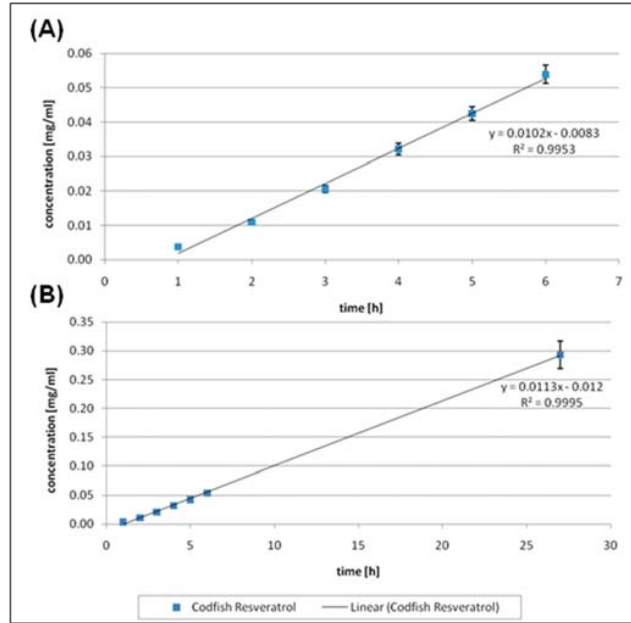 (A)
0.06
0.05
0.04
0.03
0.02
0.01
0.00
concentration [mg/ml]
y = 0.0102x - 0.0083
R² = 0.9953
0 1 2 3 4 5 6 7
time [h]
(B)
0.35
0.30
0.25
0.20
0.15
0.10
0.05
0.00
concentration [mg/ml]
y = 0.0113x - 0.012
R² = 0.9995
0 5 10 15 20 25 30
time [h]
Codfish Resveratrol Linear (Codfish Resveratrol)